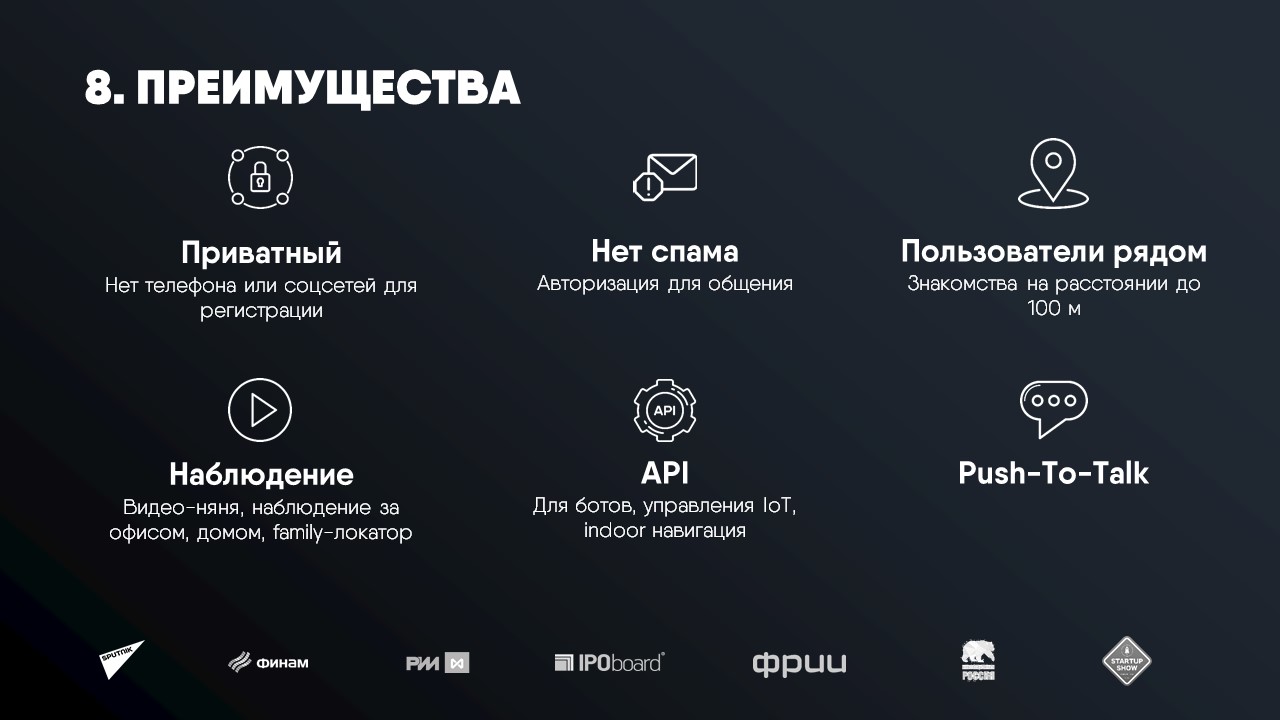 8. ПРЕИМУЩЕСТВА
Приватный
Нет телефона или соцсетей для
регистрации
Нет спама
Авторизация для общения
Пользователи рядом
Знакомства на расстоянии до
100 м
Наблюдение
Видео-няня, наблюдение за
офисом, домом, family-локатор
API
API
Для ботов, управления IoT,
indoor навигация
Push-To-Talk
SPUTNIK
ФИНАМ
РИИ
IPOboard®
фрии
РОССИИ
STARTUP
SHOW